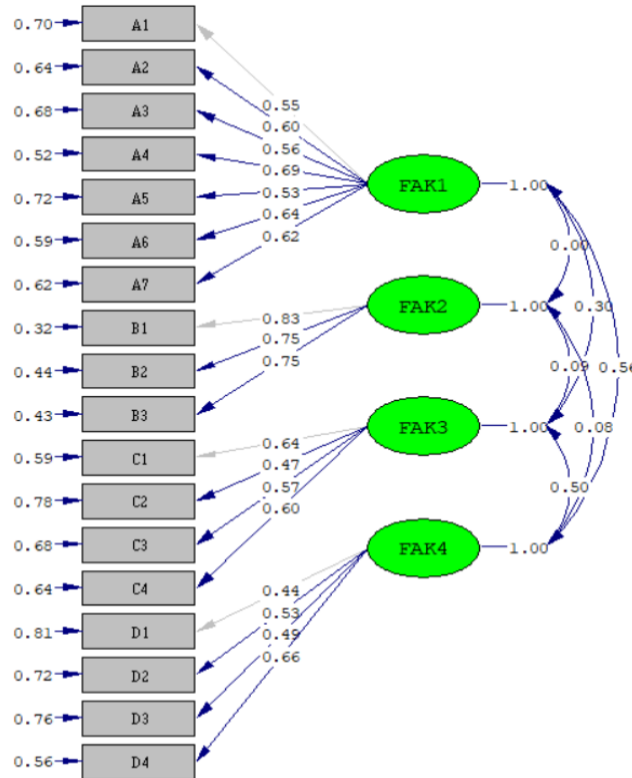 0.70 A1
0.55
0.64 A2
0.60
0.68 A3
0.56
0.52 A4
0.69
FAK1 1.00
0.72 A5
0.53
0.59 A6
0.64
0.00
0.62 A7
0.62
FAK2 1.00 0.30
0.32 B1
0.83
0.44 B2
0.75
0.09 0.56
0.43 B3
0.75
FAK3 1.00 0.08
0.59 C1
0.64
0.78 C2
0.47
0.50
0.68 C3
0.57
0.60
FAK4 1.00
0.64 C4
0.81 D1
0.44
0.72 D2
0.53
0.76 D3
0.49
0.56 D4
0.66